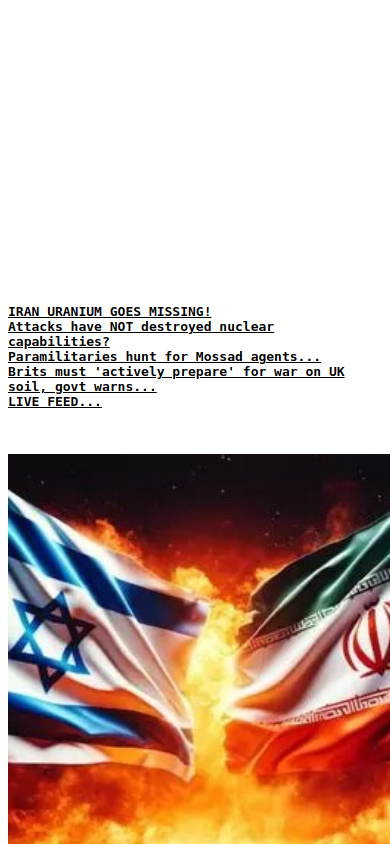 IRAN URANIUM GOES MISSING!
Attacks have NOT destroyed nuclear
capabilities?
Paramilitaries hunt for Mossad agents...
Brits must 'actively prepare' for war on UK
soil, govt warns...
LIVE FEED...